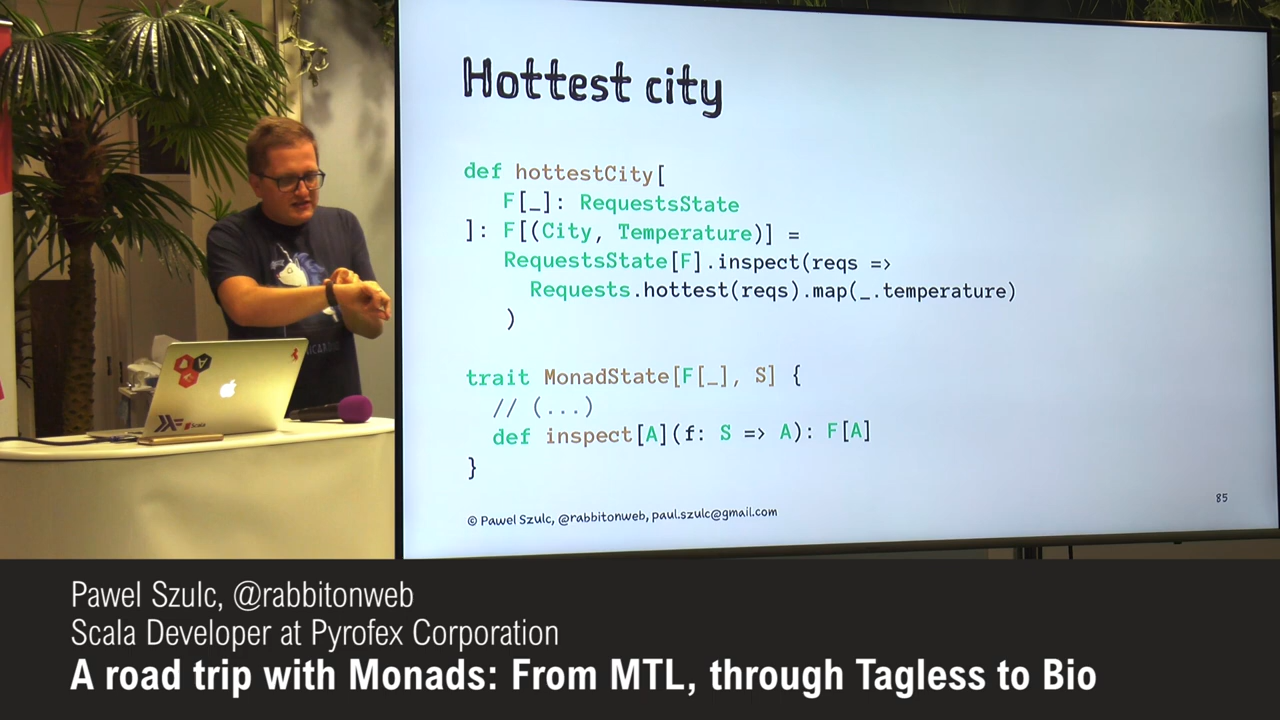 Hottest city
def hottestCity[
F[_]: RequestsState
]: F[(City, Temperature)] =
RequestsState[F].inspect(reqs =>
Requests.hottest(reqs).map(_.temperature)
)
trait MonadState[F[_], S] {
// (...)
def inspect[A](f: S => A): F[A]
}
© Pawel Szulc, @rabbitonweb, paul.szulc@gmail.com
85
Scala
Pawel Szulc, @rabbitonweb
Scala Developer at Pyrofex Corporation
A road trip with Monads: From MTL, through Tagless to Bio